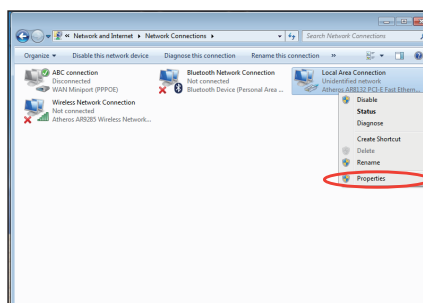 « Network and Internet ▸ Network Connections ▸
Search Network Connections
Organize
Disable this network device
Diagnose this connection
Rename this connection
»
ABC connection
Disconnected
WAN Miniport (PPPOE)
Bluetooth Network Connection
Not connected
Bluetooth Device (Personal Area ...
Local Area Connection
Unidentified network
Atheros AR8132 PCI-E Fast Ethern...
Wireless Network Connection
Not connected
Atheros AR9285 Wireless Network...
Disable
Status
Diagnose
Create Shortcut
Delete
Rename
Properties